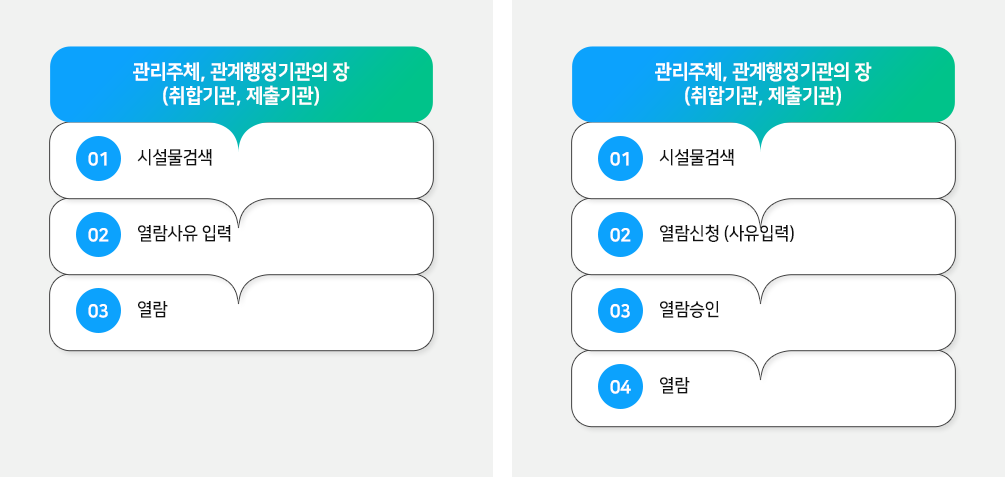 관리주체, 관계행정기관의 장
(취합기관, 제출기관)
01 시설물검색
02 열람사유 입력
03 열람
관리주체, 관계행정기관의 장
(취합기관, 제출기관)
01 시설물검색
02 열람신청 (사유입력)
03 열람승인
04 열람